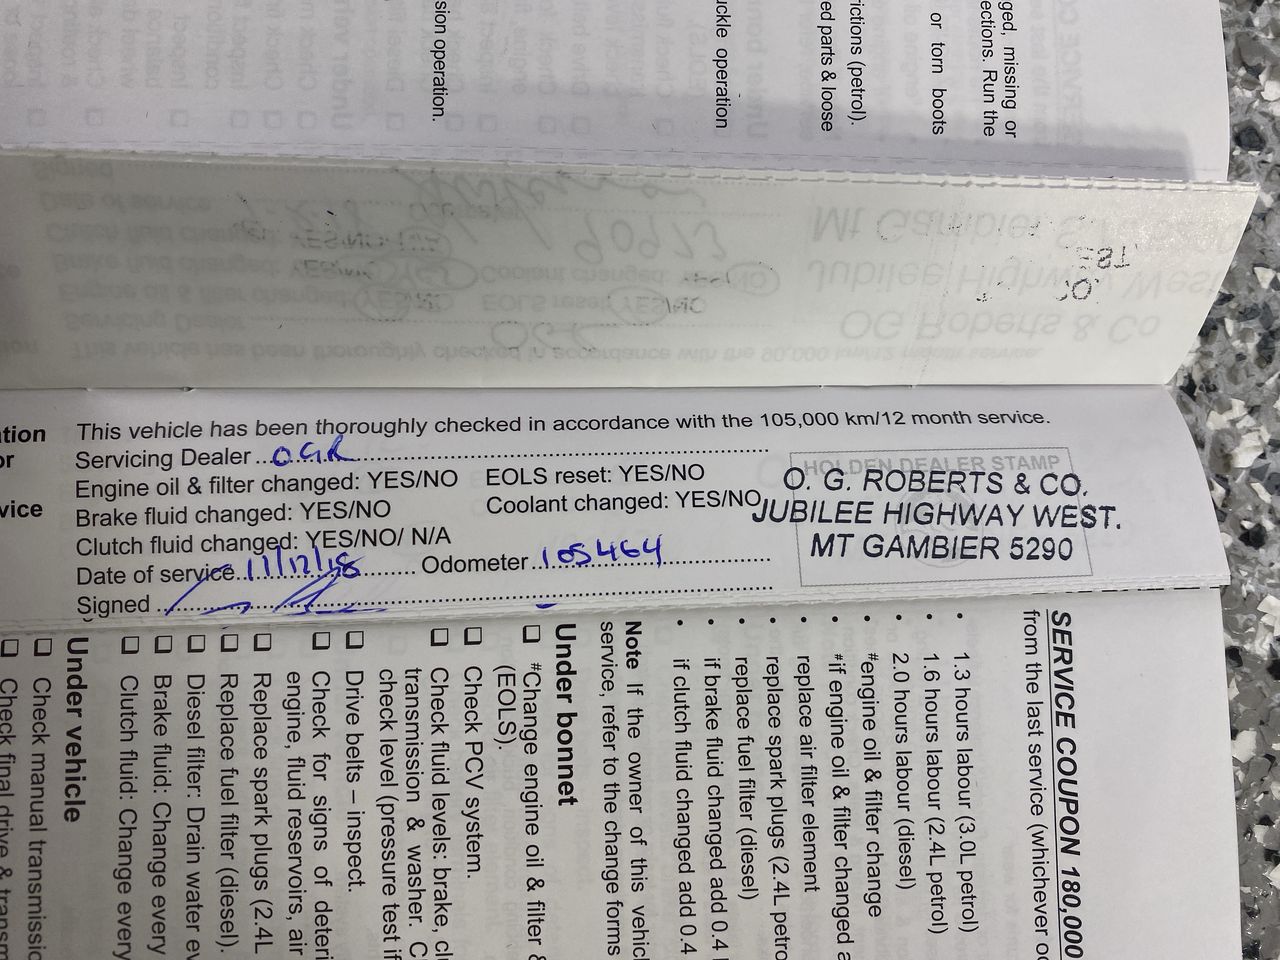 sion operation.
uckle operation
rictions (petrol).
ed parts & loose
or torn boots
ged, missing or
ections. Run the
This vehicle has been thoroughly checked in accordance with the 105,000 km/12 month service.
Servicing Dealer O.G.R
Engine oil & filter changed: YES/NO EOLS reset: YES/NO
Brake fluid changed: YES/NO Coolant changed: YES/NO
Clutch fluid changed: YES/NO/ N/A
Date of service 11/12/18 Odometer 105464
Signed
HOLDEN DEALER STAMP
O. G. ROBERTS & CO.
JUBILEE HIGHWAY WEST.
MT GAMBIER 5290
ation
or
vice
SERVICE COUPON 180,000
from the last service (whichever oc
• 1.3 hours labour (3.0L petrol)
• 1.6 hours labour (2.4L petrol)
• 2.0 hours labour (diesel)
#engine oil & filter change
• #if engine oil & filter changed a
replace air filter element
replace spark plugs (2.4L petro
replace fuel filter (diesel)
• if brake fluid changed add 0.4
• if clutch fluid changed add 0.4
Note If the owner of this vehic
service, refer to the change forms
Under bonnet
#Change engine oil & filter &
(EOLS).
Check PCV system.
Check fluid levels: brake, clu
transmission & washer. C
check level (pressure test if
Drive belts – inspect.
Check for signs of deteri
engine, fluid reservoirs, air
Replace spark plugs (2.4L
Replace fuel filter (diesel).
Diesel filter: Drain water ev
Brake fluid: Change every
Clutch fluid: Change every
Under vehicle
Check manual transmissio
Check final drive & transm